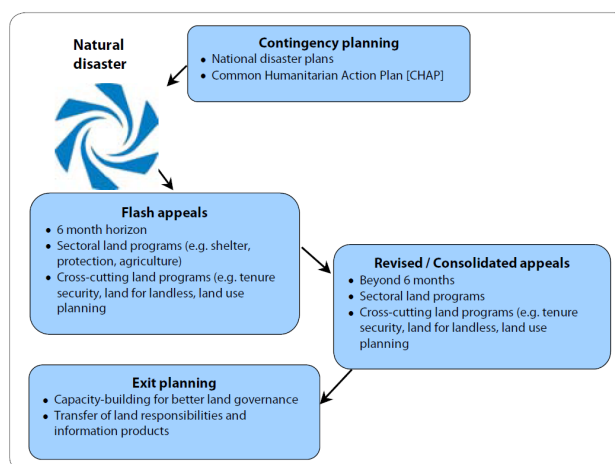 Natural
disaster
Contingency planning
• National disaster plans
• Common Humanitarian Action Plan [CHAP]
Flash appeals
• 6 month horizon
• Sectoral land programs (e.g. shelter,
protection, agriculture)
• Cross-cutting land programs (e.g. tenure
security, land for landless, land use
planning
Revised / Consolidated appeals
• Beyond 6 months
• Sectoral land programs
• Cross-cutting land programs (e.g. tenure
security, land for landless, land use
planning
Exit planning
• Capacity-building for better land governance
• Transfer of land responsibilities and
information products